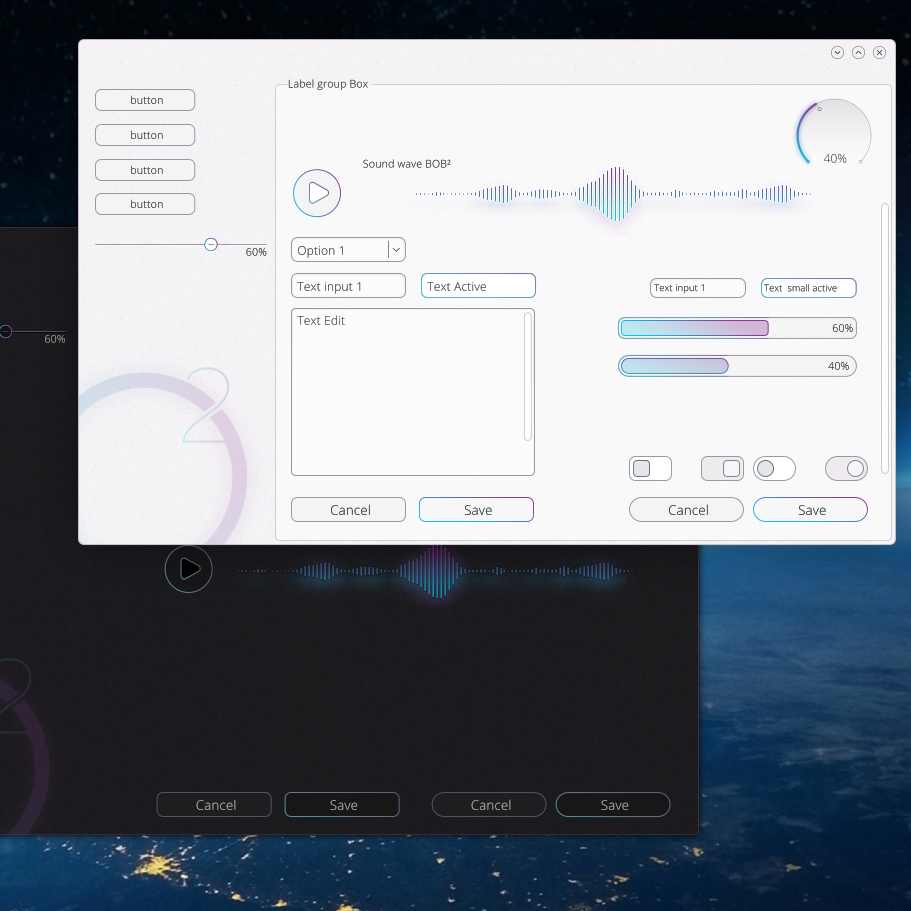 Label group Box
button
button
button
button
60%
40%
Sound wave BOB²
Option 1
Text input 1
Text Active
Text input 1
Text small active
Text Edit
60%
40%
Cancel
Save
Cancel
Save
60%
2
Cancel
Save
Cancel
Save